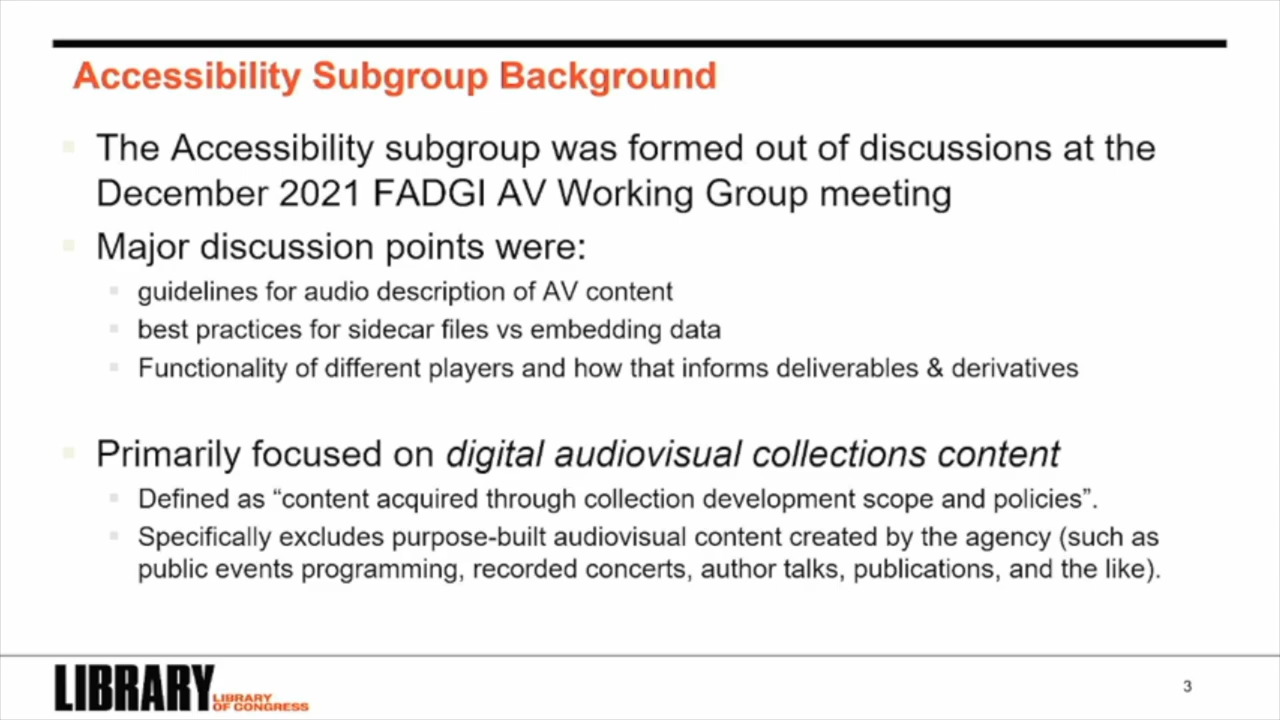 Accessibility Subgroup Background
The Accessibility subgroup was formed out of discussions at the
December 2021 FADGI AV Working Group meeting
Major discussion points were:
guidelines for audio description of AV content
best practices for sidecar files vs embedding data
Functionality of different players and how that informs deliverables & derivatives
Primarily focused on digital audiovisual collections content
Defined as “content acquired through collection development scope and policies”.
Specifically excludes purpose-built audiovisual content created by the agency (such as
public events programming, recorded concerts, author talks, publications, and the like).
LIBRARY
LIBRARY
OF CONGRESS
3